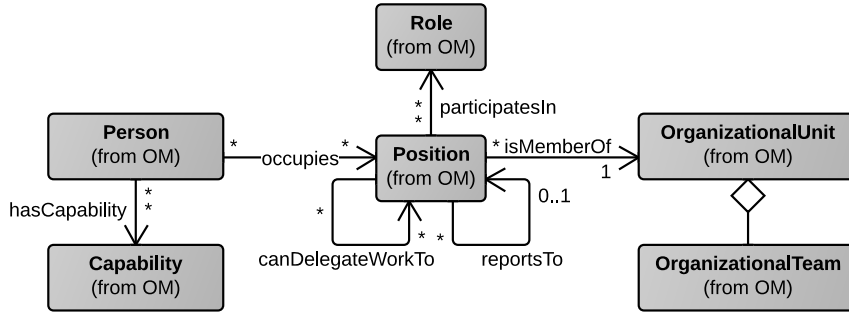 Role
(from OM)
*
*
participatesIn
Person
(from OM)
*
occupies
*
Position
(from OM)
*
isMemberOf
1
OrganizationalUnit
(from OM)
*
*
hasCapability
Capability
(from OM)
*
*
canDelegateWorkTo
0..1
*
reportsTo
OrganizationalTeam
(from OM)